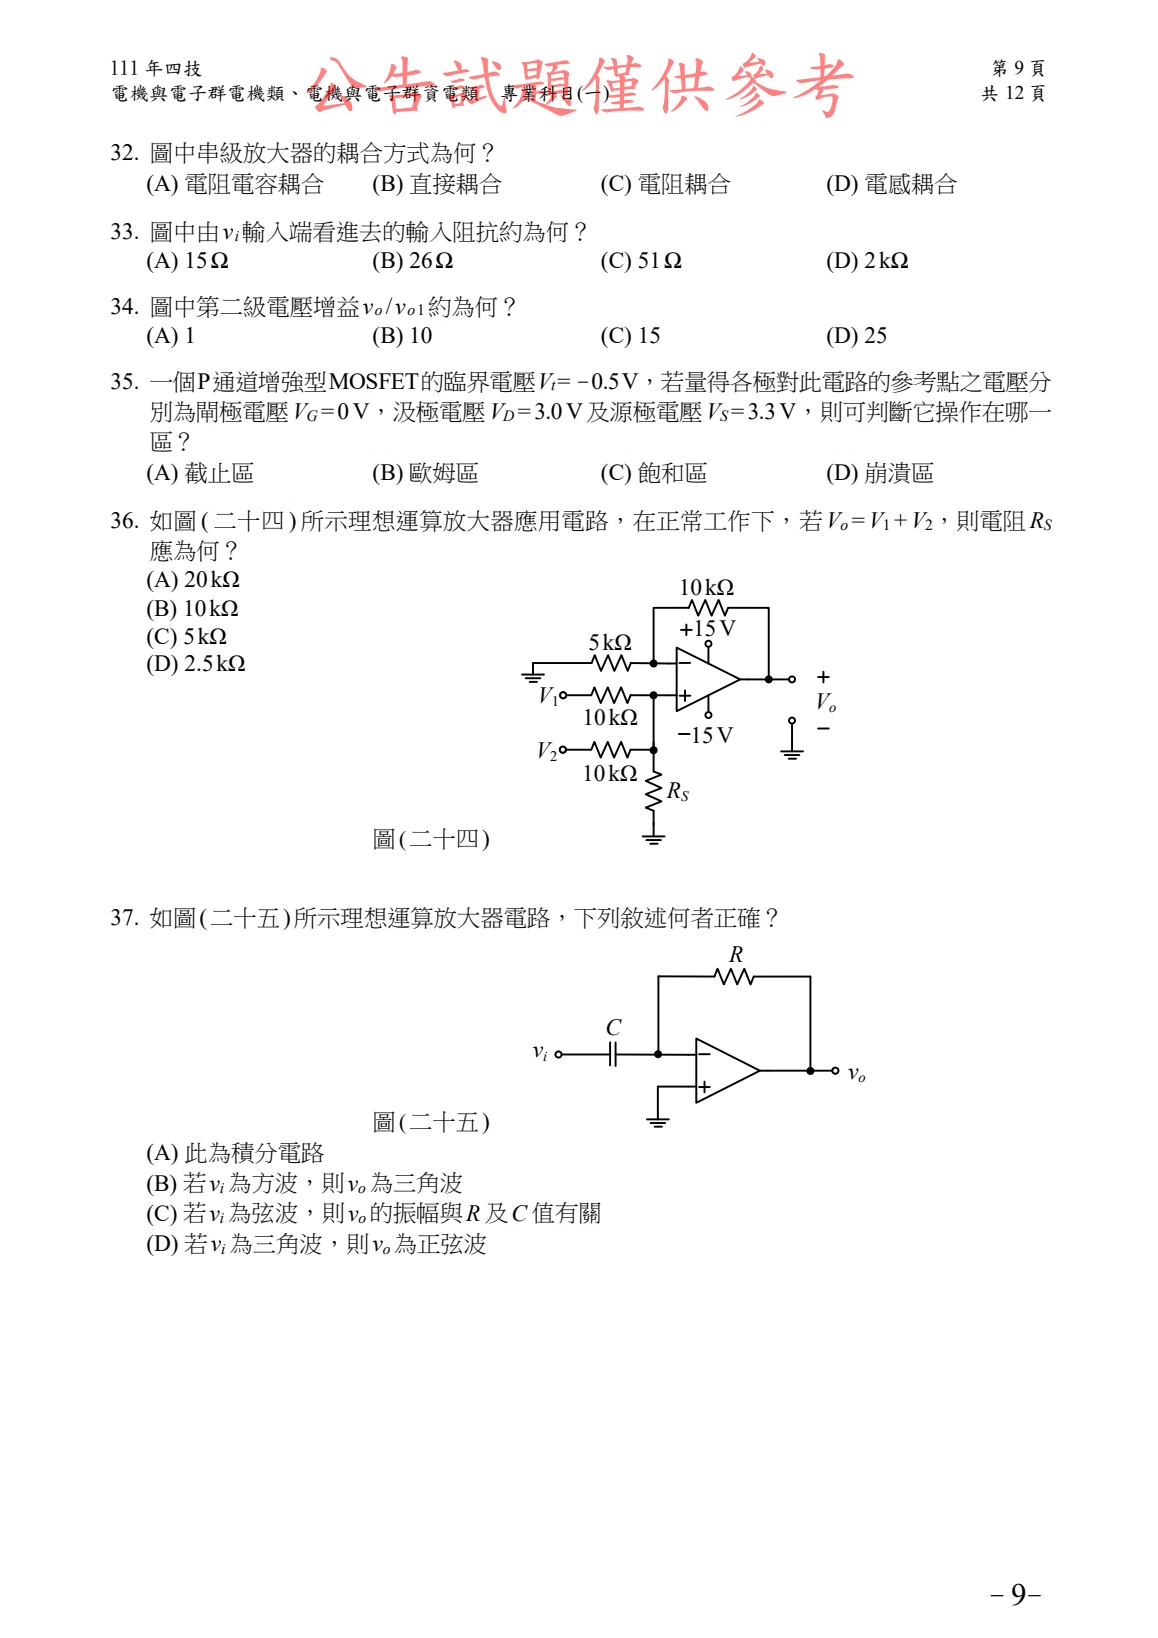 111 年四技
第 9 頁
電機與電子群電機類、電機與電子群資電類 專業科目(一)
共 12 頁
公告試題僅供參考
32. 圖中串級放大器的耦合方式為何？
(A) 電阻電容耦合 (B) 直接耦合 (C) 電阻耦合 (D) 電感耦合
33. 圖中由vi輸入端看進去的輸入阻抗約為何？
(A) 15Ω (B) 26Ω (C) 51Ω (D) 2kΩ
34. 圖中第二級電壓增益vo/vo1約為何？
(A) 1 (B) 10 (C) 15 (D) 25
35. 一個P通道增強型MOSFET的臨界電壓Vt=−0.5V，若量得各極對此電路的參考點之電壓分
別為閘極電壓VG=0V，汲極電壓VD=3.0V及源極電壓VS=3.3V，則可判斷它操作在哪一
區？
(A) 截止區 (B) 歐姆區 (C) 飽和區 (D) 崩潰區
36. 如圖(二十四)所示理想運算放大器應用電路，在正常工作下，若Vo=V1+V2，則電阻RS
應為何？
(A) 20kΩ
(B) 10kΩ
(C) 5kΩ
(D) 2.5kΩ
10kΩ
+15V
5kΩ
−
+
V1
10kΩ
−15V
+
Vo
−
V2
10kΩ
RS
圖(二十四)
37. 如圖(二十五)所示理想運算放大器電路，下列敘述何者正確？
R
C
vi
−
+
vo
圖(二十五)
(A) 此為積分電路
(B) 若vi為方波，則vo為三角波
(C) 若vi為弦波，則vo的振幅與R及C值有關
(D) 若vi為三角波，則vo為正弦波
−9−